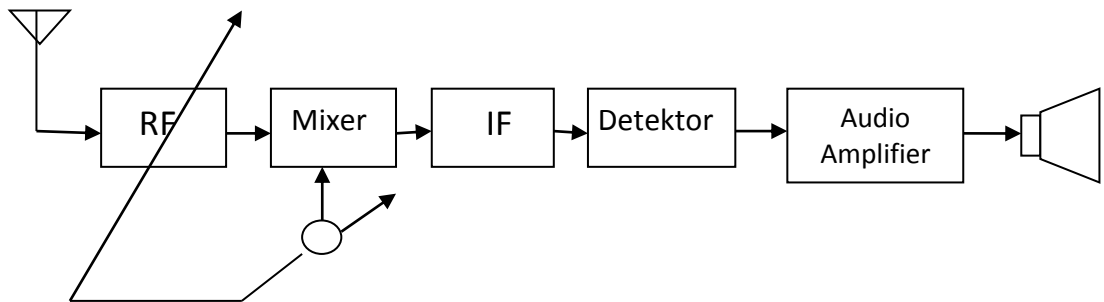 RF
Mixer
IF
Detektor
Audio
Amplifier